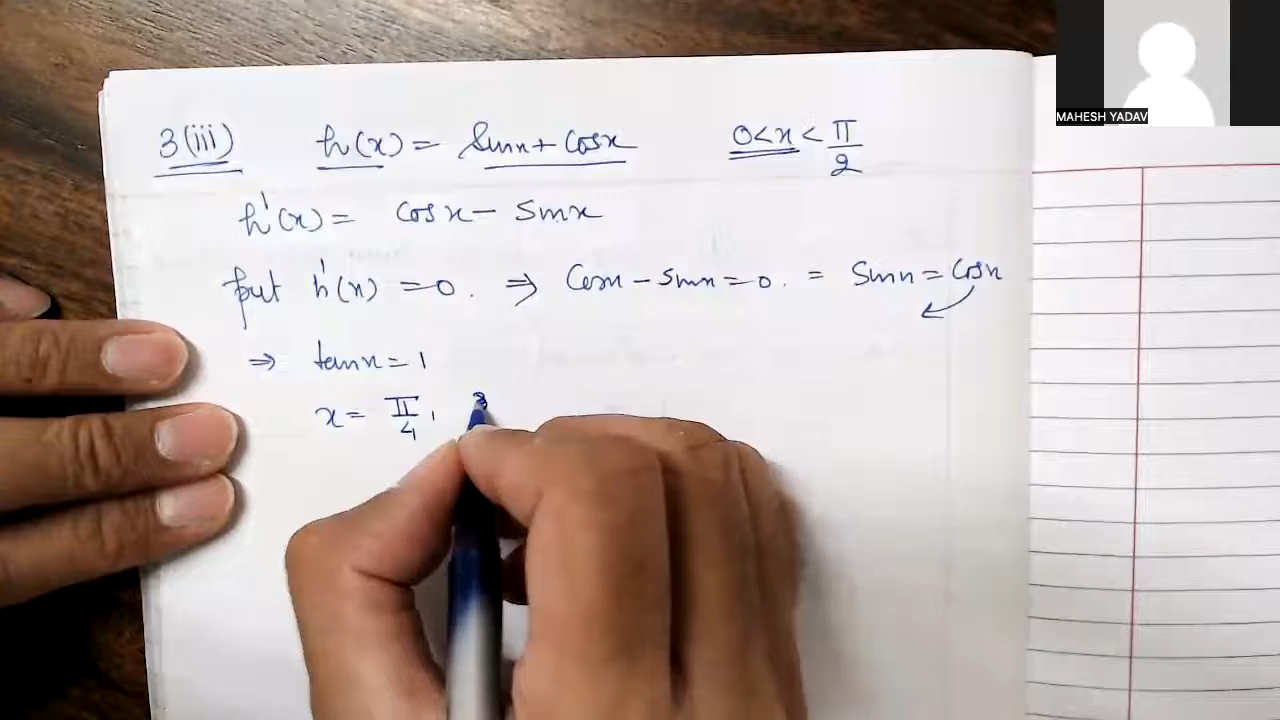 MAHESH YADAV
3(iii) h(x) = sinx + cosx 0<x<π/2
h'(x) = cosx - sinx
put h'(x) = 0. ⇒ cosx - sinx = 0. = sinx = cosx
⇒ tanx = 1
x = π/4,